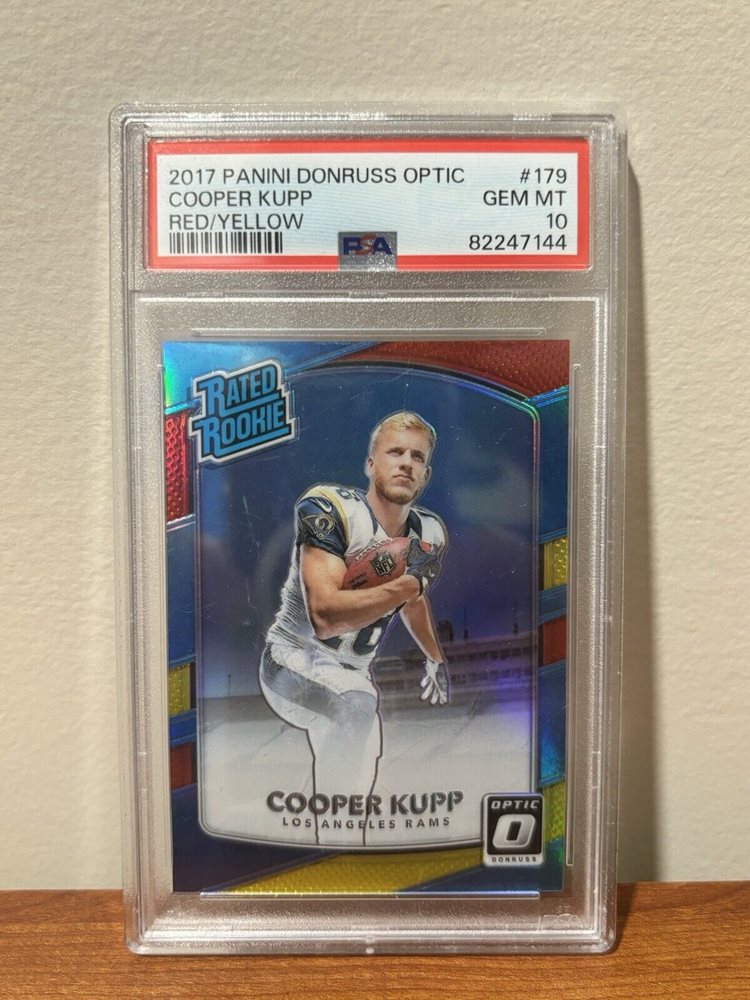 2017 PANINI DONRUSS OPTIC #179
COOPER KUPP GEM MT
RED/YELLOW 10
PSA 82247144
RATED
ROOKIE
NFL
COOPER KUPP
LOS ANGELES RAMS
OPTIC
DONRUSS